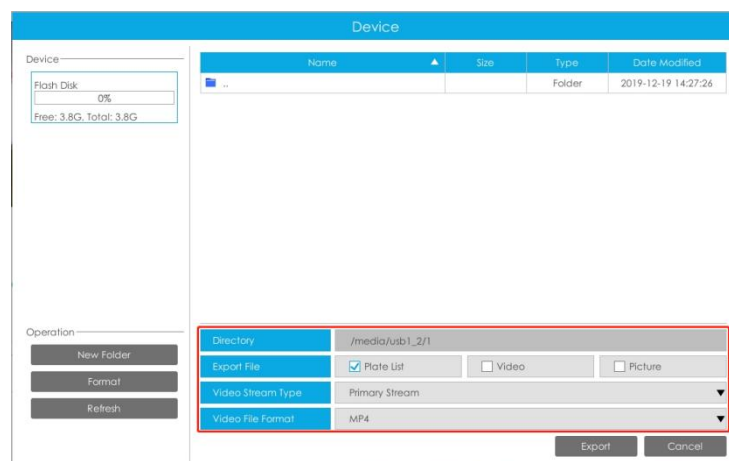 Device
Device
Flash Disk
0%
Free: 3.8G, Total: 3.8G
Name Size Type Date Modified
.. Folder 2019-12-19 14:27:26
Operation
New Folder
Format
Refresh
Directory /media/usb1_2/1
Export File Plate List Video Picture
Video Stream Type Primary Stream
Video File Format MP4
Export Cancel